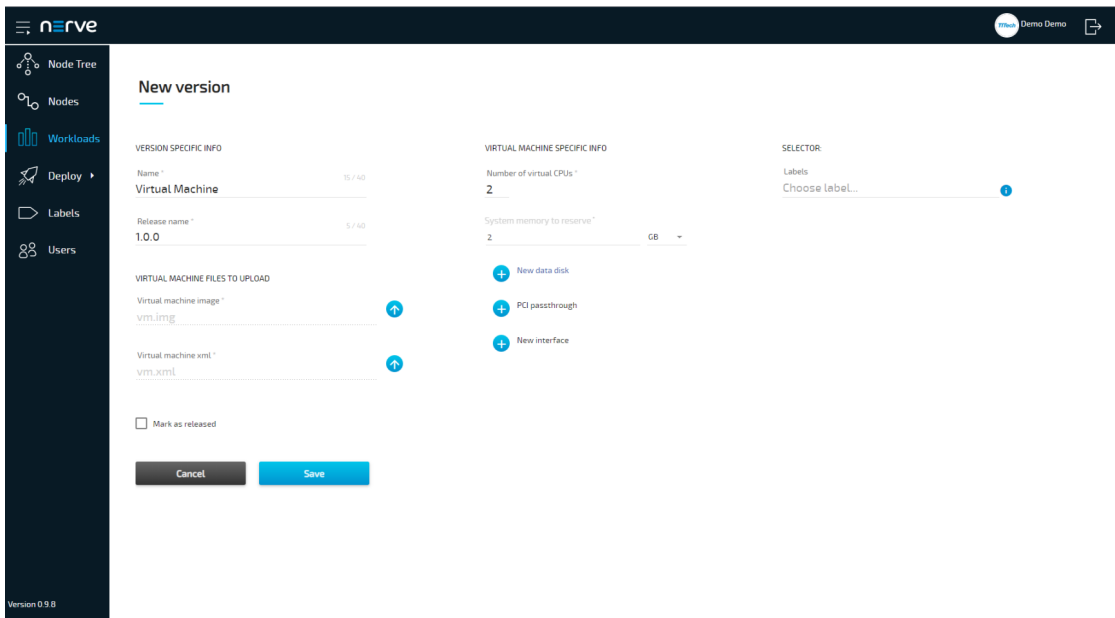 nerve
TTTech
Demo Demo
Node Tree
Nodes
Workloads
Deploy
Labels
Users
Version 0.9.8
New version
VERSION SPECIFIC INFO
Name *
15 / 40
Virtual Machine
Release name *
5 / 40
1.0.0
VIRTUAL MACHINE FILES TO UPLOAD
Virtual machine image *
vm.img
Virtual machine xml *
vm.xml
Mark as released
Cancel
Save
VIRTUAL MACHINE SPECIFIC INFO
Number of virtual CPUs *
2
System memory to reserve *
2
GB
New data disk
PCI passthrough
New interface
SELECTOR:
Labels
Choose label...